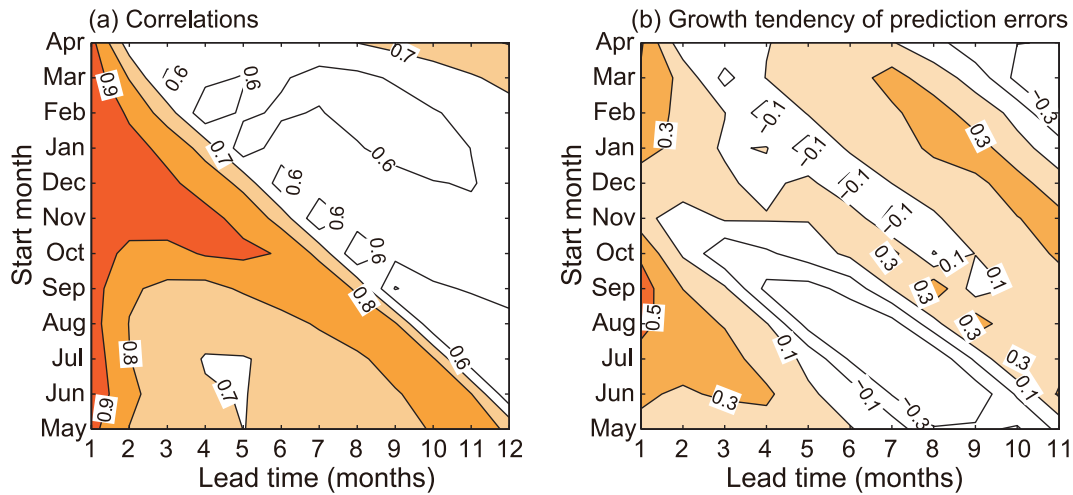 (a) Correlations
Start month
Apr
Mar
Feb
Jan
Dec
Nov
Oct
Sep
Aug
Jul
Jun
May
0.9
0.6
0.6
0.7
0.7
0.6
0.6
0.6
0.6
0.8
0.6
0.8
0.7
0.9
1 2 3 4 5 6 7 8 9 10 11 12
Lead time (months)
(b) Growth tendency of prediction errors
Start month
Apr
Mar
Feb
Jan
Dec
Nov
Oct
Sep
Aug
Jul
Jun
May
0.3
−0.1
−0.1
0.3
−0.3
−0.1
−0.1
0.3
0.1
0.1
0.3
0.5
0.3
0.1
0.3
−0.1
0.3
−0.1
−0.3
1 2 3 4 5 6 7 8 9 10 11
Lead time (months)